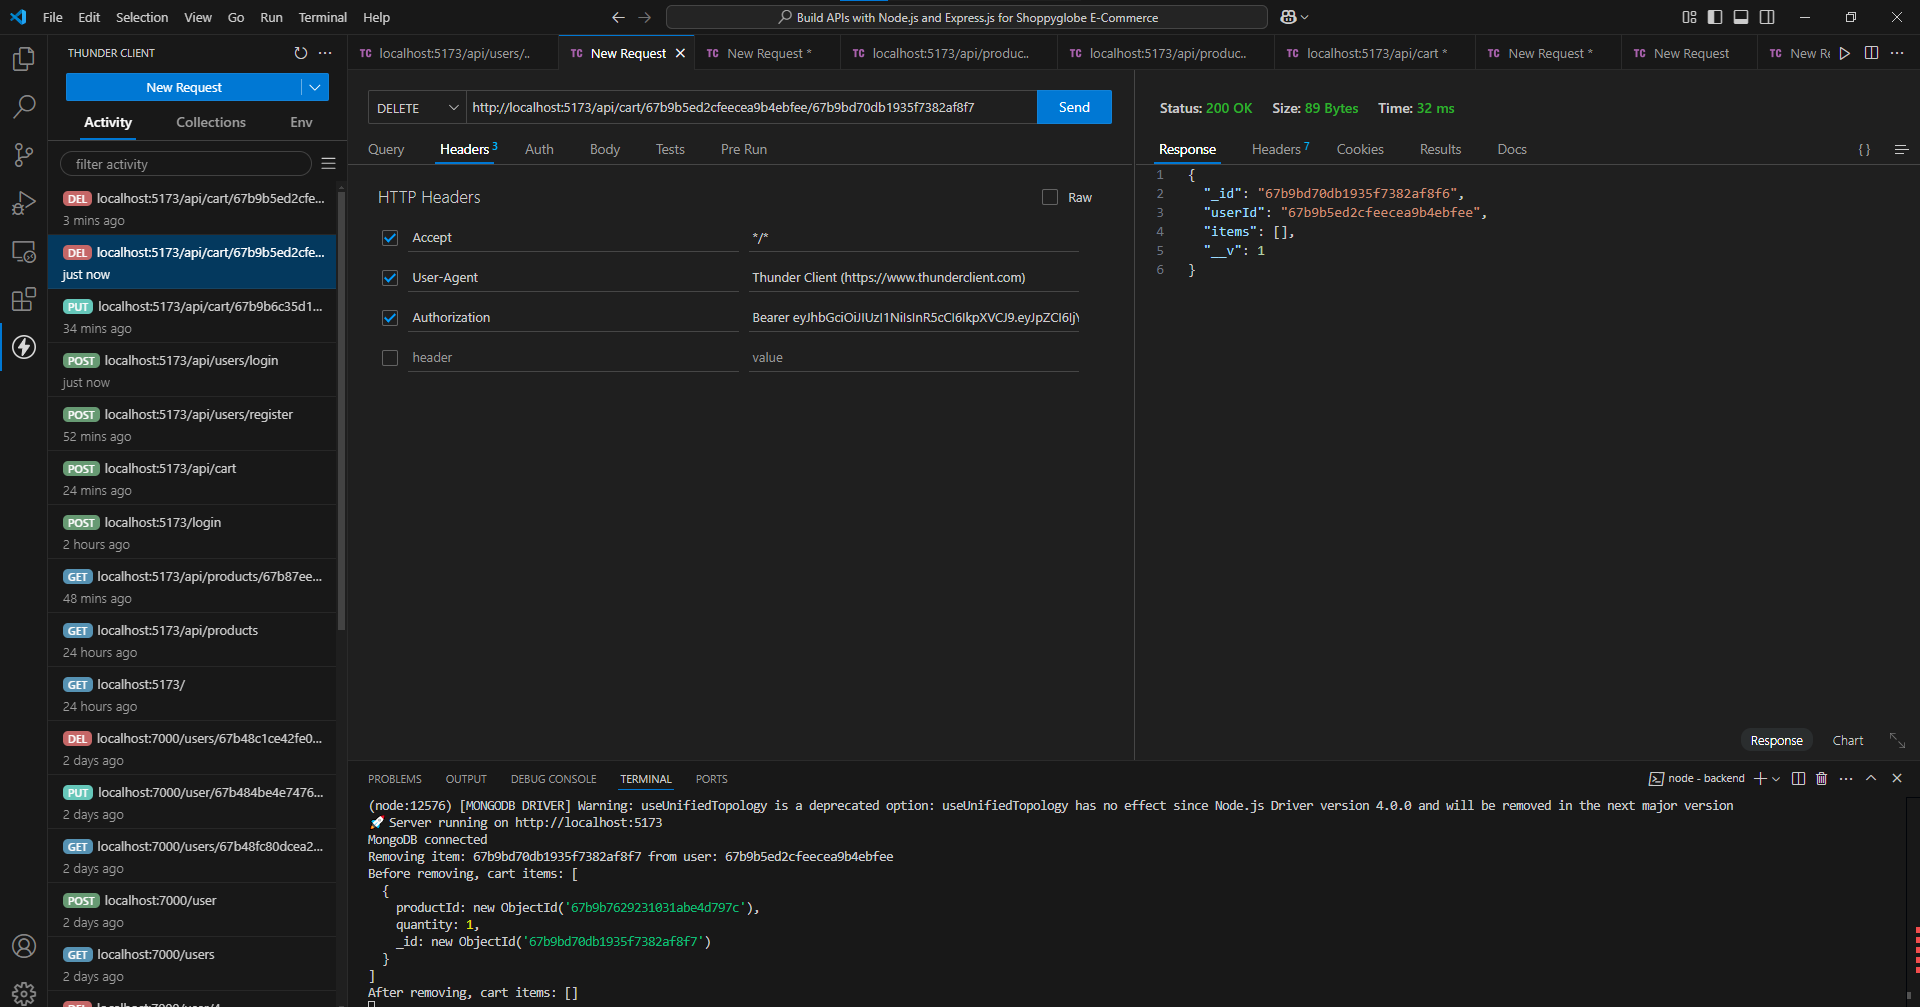 File Edit Selection View Go Run Terminal Help
Build APIs with Node.js and Express.js for Shoppyglobe E-Commerce
THUNDER CLIENT
New Request
Activity Collections Env
filter activity
DEL localhost:5173/api/cart/67b9b5ed2cfe...
3 mins ago
DEL localhost:5173/api/cart/67b9b5ed2cfe...
just now
PUT localhost:5173/api/cart/67b9b6c35d1...
34 mins ago
POST localhost:5173/api/users/login
just now
POST localhost:5173/api/users/register
52 mins ago
POST localhost:5173/api/cart
24 mins ago
POST localhost:5173/login
2 hours ago
GET localhost:5173/api/products/67b87ee...
48 mins ago
GET localhost:5173/api/products
24 hours ago
GET localhost:5173/
24 hours ago
DEL localhost:7000/users/67b48c1ce42fe0...
2 days ago
PUT localhost:7000/user/67b484be4e7476...
2 days ago
GET localhost:7000/users/67b48fc80dcea2...
2 days ago
POST localhost:7000/user
2 days ago
GET localhost:7000/users
2 days ago
TC localhost:5173/api/users/.. TC New Request TC New Request * TC localhost:5173/api/produc.. TC localhost:5173/api/produc.. TC localhost:5173/api/cart * TC New Request * TC New Request TC New Re
DELETE http://localhost:5173/api/cart/67b9b5ed2cfeecea9b4ebfee/67b9bd70db1935f7382af8f7 Send
Query Headers 3 Auth Body Tests Pre Run
HTTP Headers Raw
Accept */*
User-Agent Thunder Client (https://www.thunderclient.com)
Authorization Bearer eyJhbGciOiJIUzI1NiIsInR5cCI6IkpXVCJ9.eyJpZCI6Ij
header value
Status: 200 OK Size: 89 Bytes Time: 32 ms
Response Headers 7 Cookies Results Docs { }
1 {
2 "_id": "67b9bd70db1935f7382af8f6",
3 "userId": "67b9b5ed2cfeecea9b4ebfee",
4 "items": [],
5 "__v": 1
6 }
Response Chart
PROBLEMS OUTPUT DEBUG CONSOLE TERMINAL PORTS
node - backend
(node:12576) [MONGODB DRIVER] Warning: useUnifiedTopology is a deprecated option: useUnifiedTopology has no effect since Node.js Driver version 4.0.0 and will be removed in the next major version
🚀 Server running on http://localhost:5173
MongoDB connected
Removing item: 67b9bd70db1935f7382af8f7 from user: 67b9b5ed2cfeecea9b4ebfee
Before removing, cart items: [
{
productId: new ObjectId('67b9b7629231031abe4d797c'),
quantity: 1,
_id: new ObjectId('67b9bd70db1935f7382af8f7')
}
]
After removing, cart items: []